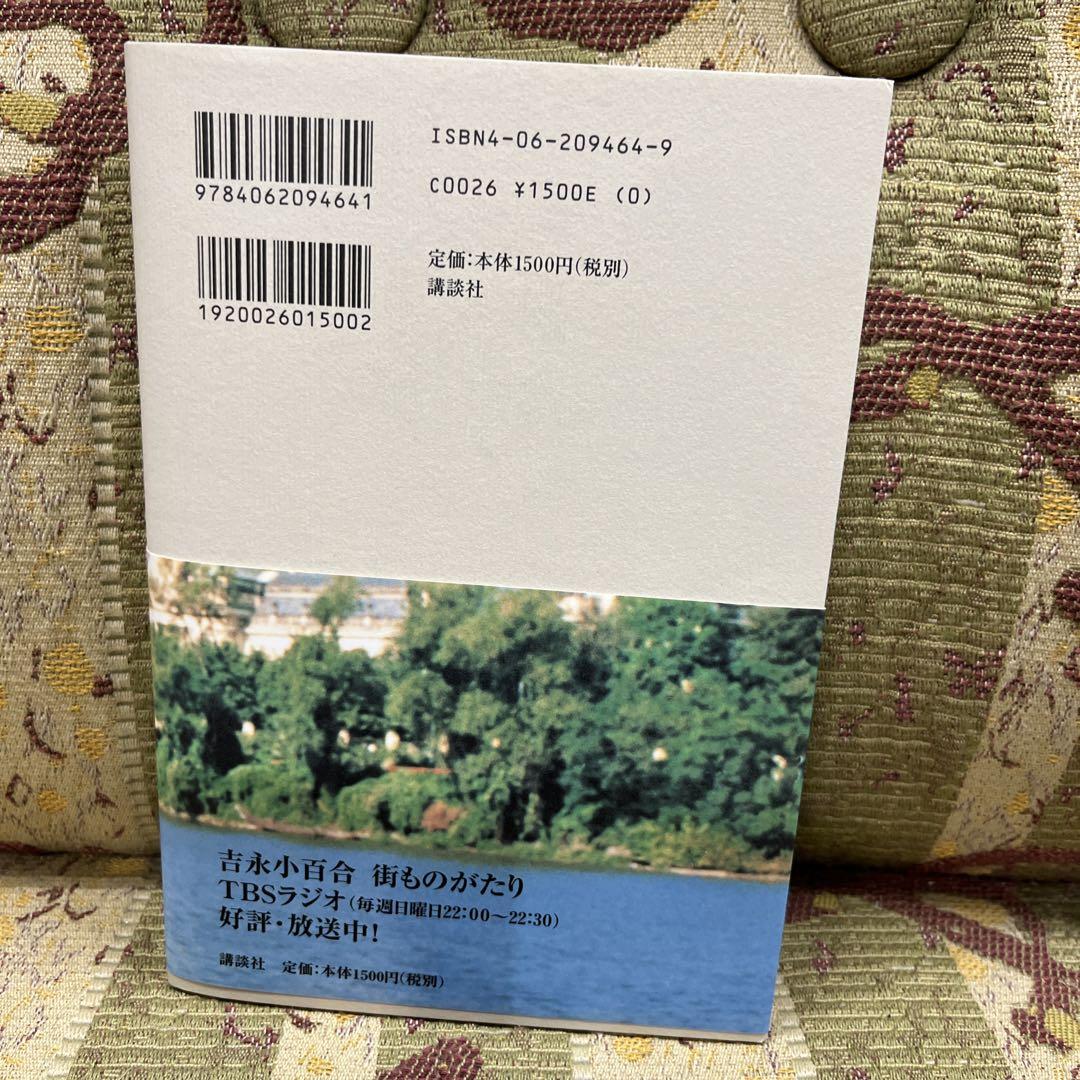 ISBN4-06-209464-9
9784062094641
C0026 ¥1500E (0)
定価:本体1500円(税別)
講談社
1920026015002
吉永小百合 街ものがたり
TBSラジオ(毎週日曜日22:00〜22:30)
好評・放送中!
講談社 定価:本体1500円(税別)